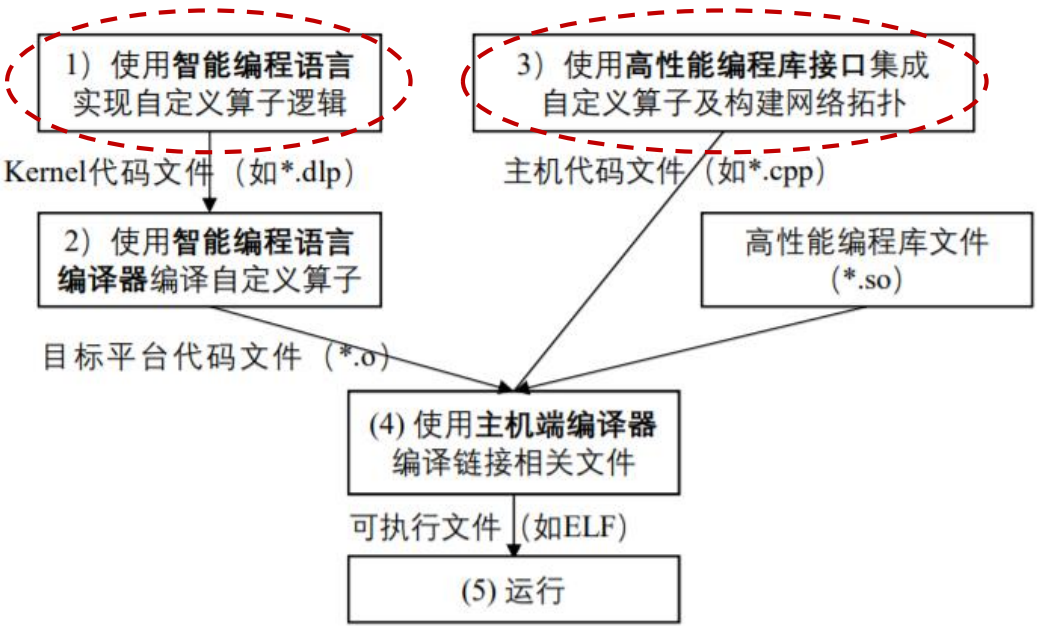 1）使用智能编程语言
实现自定义算子逻辑
3）使用高性能编程库接口集成
自定义算子及构建网络拓扑
Kernel代码文件（如*.dlp）
主机代码文件（如*.cpp）
2）使用智能编程语言
编译器编译自定义算子
高性能编程库文件
（*.so）
目标平台代码文件（*.o）
(4) 使用主机端编译器
编译链接相关文件
可执行文件（如ELF）
(5) 运行